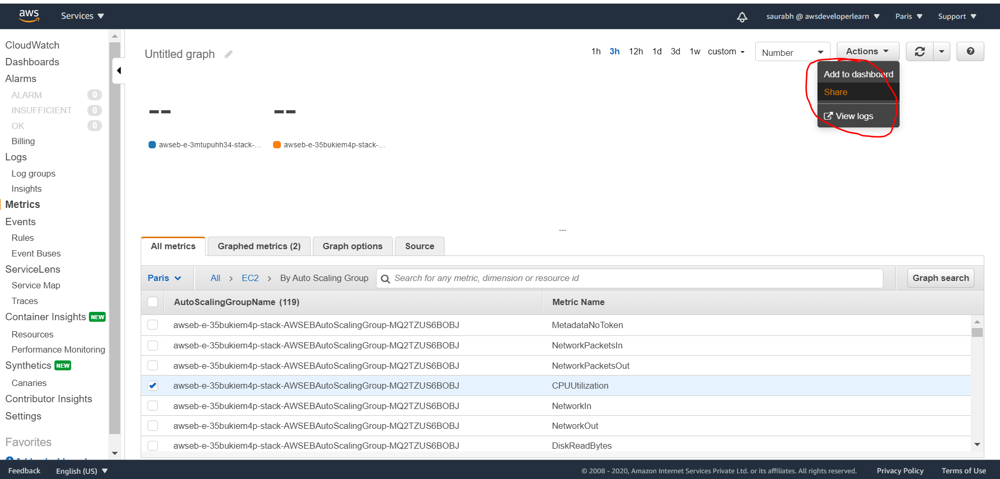 aws Services saurabh @ awsdeveloperlearn Paris Support
CloudWatch
Dashboards
Alarms
ALARM 0
INSUFFICIENT 0
OK 0
Billing
Logs
Log groups
Insights
Metrics
Events
Rules
Event Buses
ServiceLens
Service Map
Traces
Container Insights NEW
Resources
Performance Monitoring
Synthetics NEW
Canaries
Contributor Insights
Settings
Favorites
Untitled graph
1h 3h 12h 1d 3d 1w custom Number Actions
Add to dashboard
Share
View logs
-- --
awseb-e-3mtupuhh34-stack-... awseb-e-35bukiem4p-stack-...
---
All metrics Graphed metrics (2) Graph options Source
Paris All > EC2 > By Auto Scaling Group Search for any metric, dimension or resource id Graph search
AutoScalingGroupName (119) Metric Name
awseb-e-35bukiem4p-stack-AWSEBAutoScalingGroup-MQ2TZUS6BOBJ MetadataNoToken
awseb-e-35bukiem4p-stack-AWSEBAutoScalingGroup-MQ2TZUS6BOBJ NetworkPacketsIn
awseb-e-35bukiem4p-stack-AWSEBAutoScalingGroup-MQ2TZUS6BOBJ NetworkPacketsOut
awseb-e-35bukiem4p-stack-AWSEBAutoScalingGroup-MQ2TZUS6BOBJ CPUUtilization
awseb-e-35bukiem4p-stack-AWSEBAutoScalingGroup-MQ2TZUS6BOBJ NetworkIn
awseb-e-35bukiem4p-stack-AWSEBAutoScalingGroup-MQ2TZUS6BOBJ NetworkOut
awseb-e-35bukiem4p-stack-AWSEBAutoScalingGroup-MQ2TZUS6BOBJ DiskReadBytes
Feedback English (US) © 2008 - 2020, Amazon Internet Services Private Ltd. or its affiliates. All rights reserved. Privacy Policy Terms of Use